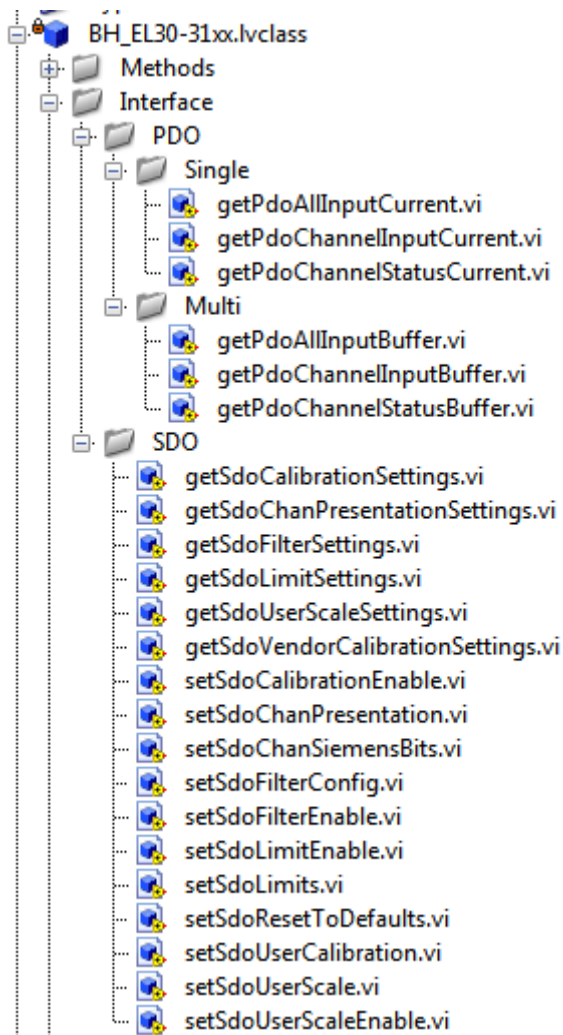 BH_EL30-31xx.lvclass
Methods
Interface
PDO
Single
getPdoAllInputCurrent.vi
getPdoChannelInputCurrent.vi
getPdoChannelStatusCurrent.vi
Multi
getPdoAllInputBuffer.vi
getPdoChannelInputBuffer.vi
getPdoChannelStatusBuffer.vi
SDO
getSdoCalibrationSettings.vi
getSdoChanPresentationSettings.vi
getSdoFilterSettings.vi
getSdoLimitSettings.vi
getSdoUserScaleSettings.vi
getSdoVendorCalibrationSettings.vi
setSdoCalibrationEnable.vi
setSdoChanPresentation.vi
setSdoChanSiemensBits.vi
setSdoFilterConfig.vi
setSdoFilterEnable.vi
setSdoLimitEnable.vi
setSdoLimits.vi
setSdoResetToDefaults.vi
setSdoUserCalibration.vi
setSdoUserScale.vi
setSdoUserScaleEnable.vi